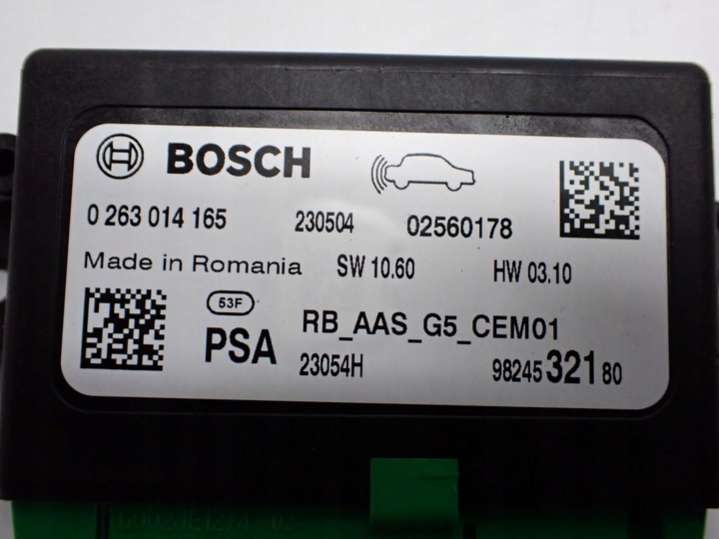 BOSCH
0 263 014 165 230504 02560178
Made in Romania SW 10.60 HW 03.10
53F
PSA RB_AAS_G5_CEM01
23054H 98245 321 80